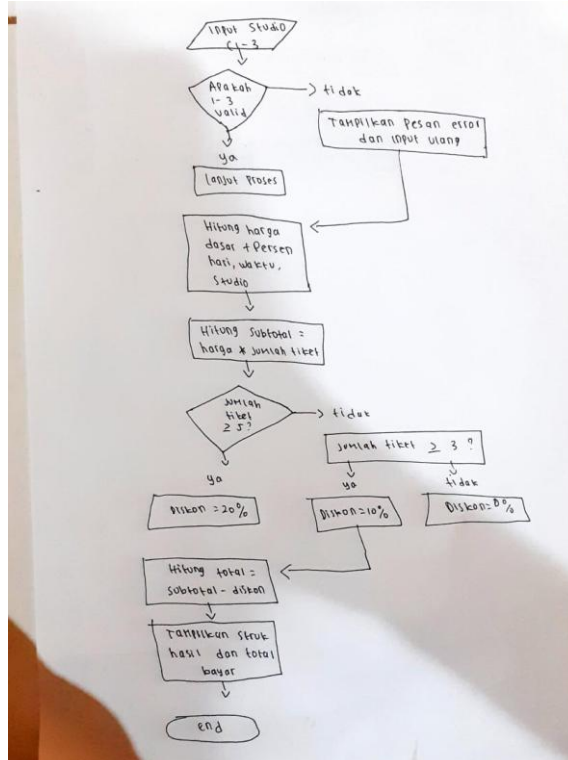 Input Studio
(1-3
Apakah
1-3
valid
tidak
Tampilkan pesan error
dan input ulang
ya
lanjut proses
Hitung harga
dasar + Persen
hari, waktu,
Studio
Hitung Subtotal =
harga * Jumlah tiket
Jumlah
tiket
≥ 5?
tidak
Jumlah tiket ≥ 3 ?
ya
ya
tidak
Diskon = 20%
Diskon = 10%
Diskon = 0%
Hitung total =
Subtotal - diskon
Tampilkan Struk
hasil dan total
bayar
end